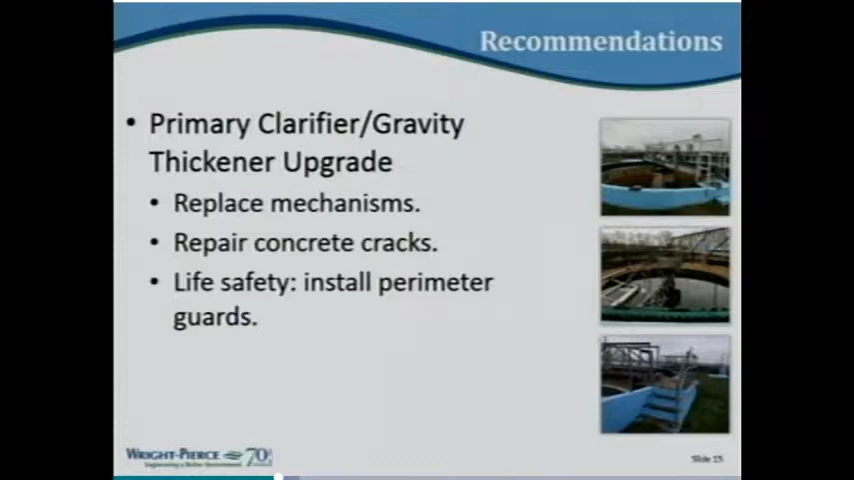 Recommendations
• Primary Clarifier/Gravity
Thickener Upgrade
• Replace mechanisms.
• Repair concrete cracks.
• Life safety: install perimeter
guards.
WRIGHT-PIERCE 70
Engineering a Better Environment
Slide 15